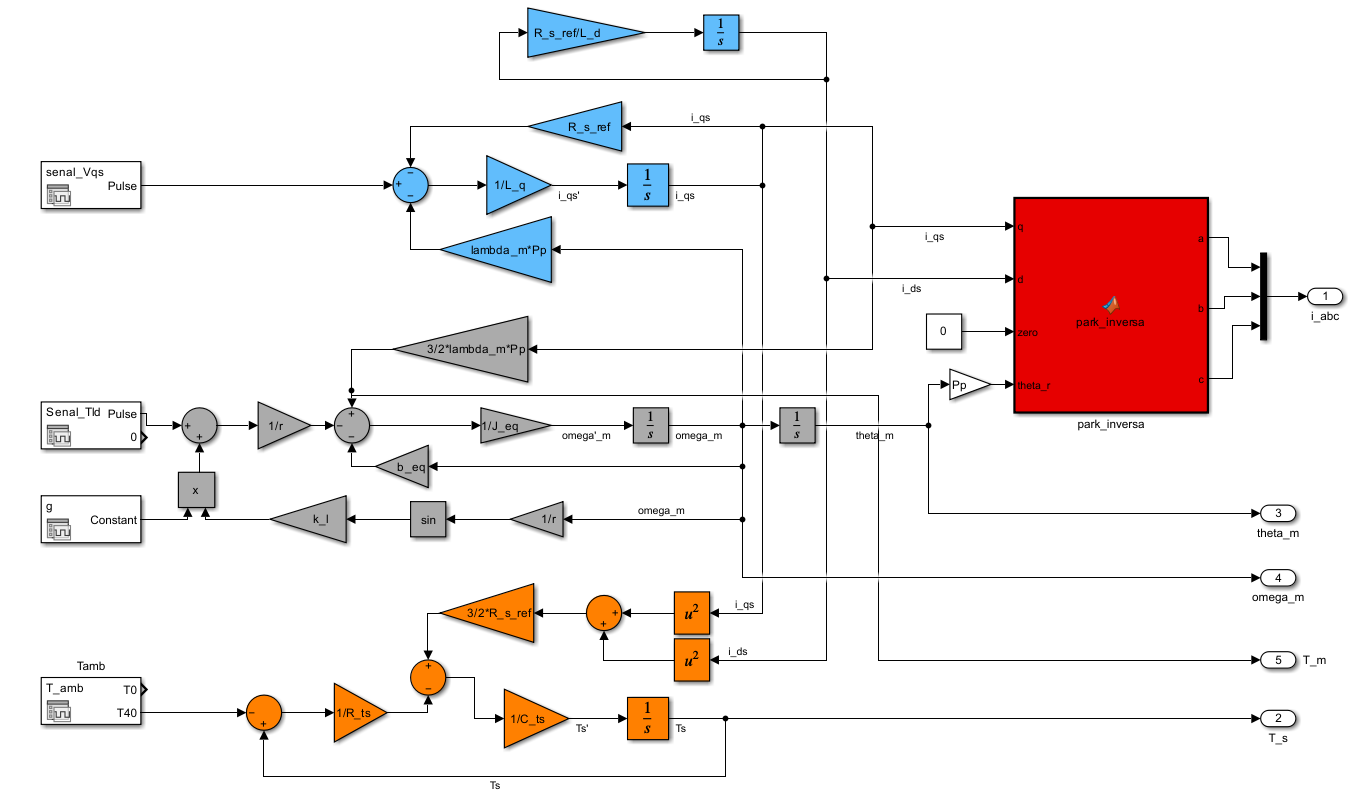 R_s_ref/L_d
1
s
R_s_ref
i_qs
senal_Vqs
Pulse
−
+
−
1/L_q
i_qs'
1
s
i_qs
lambda_m*Pp
i_qs
i_ds
q
d
zero
theta_r
park_inversa
a
b
c
park_inversa
1
i_abc
0
Pp
3/2*lambda_m*Pp
Senal_Tld
Pulse
0
+
+
1/r
+
−
−
1/J_eq
omega'_m
1
s
omega_m
1
s
theta_m
b_eq
x
g
Constant
k_l
sin
1/r
omega_m
3
theta_m
4
omega_m
3/2*R_s_ref
+
+
u²
i_qs
u²
i_ds
5
T_m
Tamb
T_amb
T0
T40
−
+
1/R_ts
+
−
1/C_ts
Ts'
1
s
Ts
2
T_s
Ts